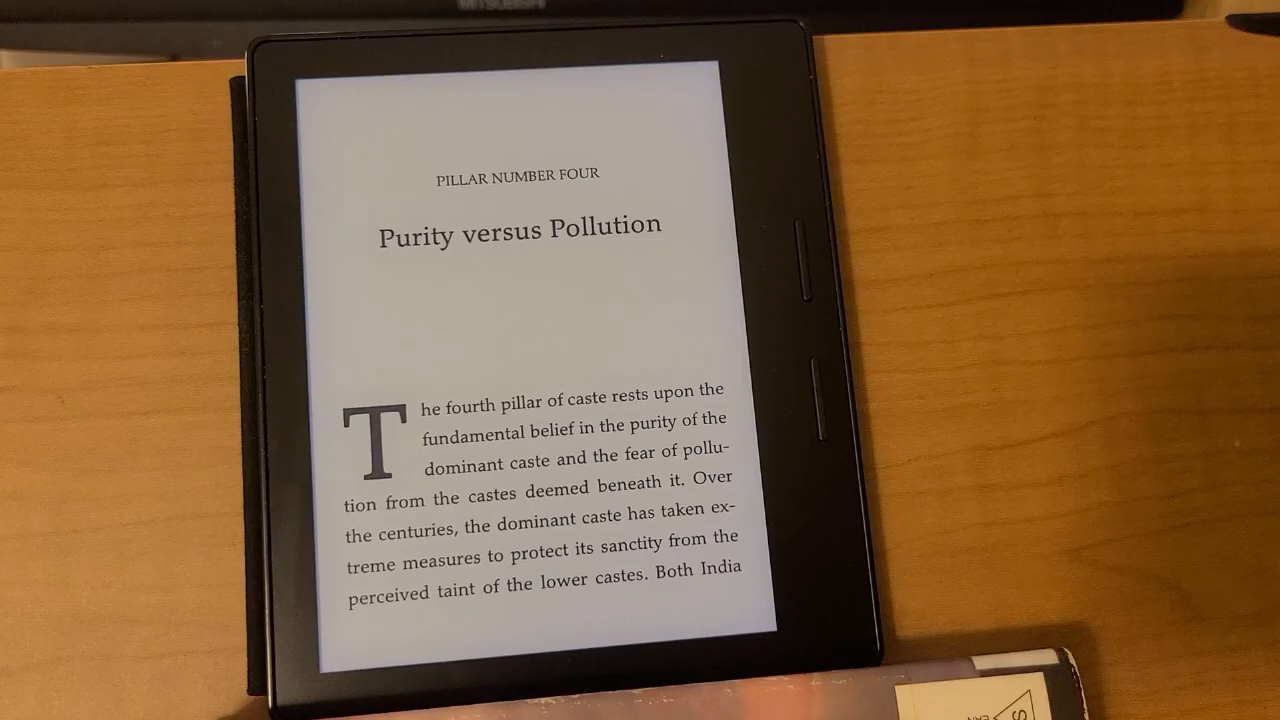 PILLAR NUMBER FOUR
Purity versus Pollution
The fourth pillar of caste rests upon the
fundamental belief in the purity of the
dominant caste and the fear of pollu-
tion from the castes deemed beneath it. Over
the centuries, the dominant caste has taken ex-
treme measures to protect its sanctity from the
perceived taint of the lower castes. Both India